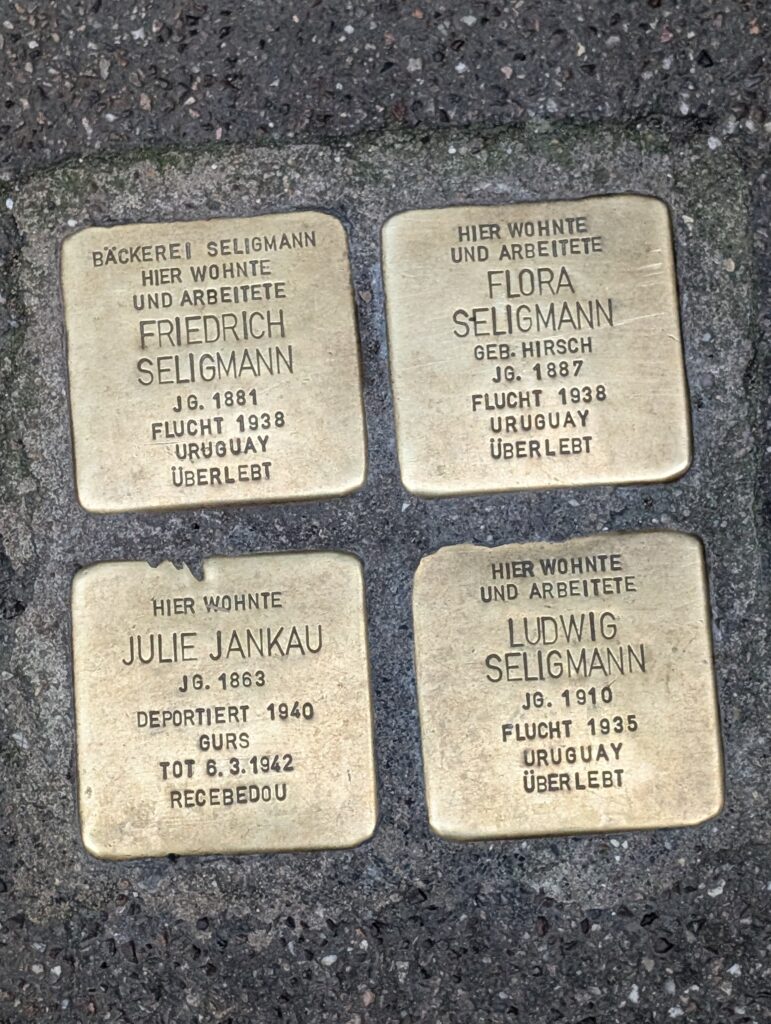 BÄCKEREI SELIGMANN
HIER WOHNTE
UND ARBEITETE
FRIEDRICH
SELIGMANN
JG. 1881
FLUCHT 1938
URUGUAY
ÜBERLEBT
HIER WOHNTE
UND ARBEITETE
FLORA
SELIGMANN
GEB. HIRSCH
JG. 1887
FLUCHT 1938
URUGUAY
ÜBERLEBT
HIER WOHNTE
JULIE JANKAU
JG. 1863
DEPORTIERT 1940
GURS
TOT 6.3.1942
RECEBEDOU
HIER WOHNTE
UND ARBEITETE
LUDWIG
SELIGMANN
JG. 1910
FLUCHT 1935
URUGUAY
ÜBERLEBT